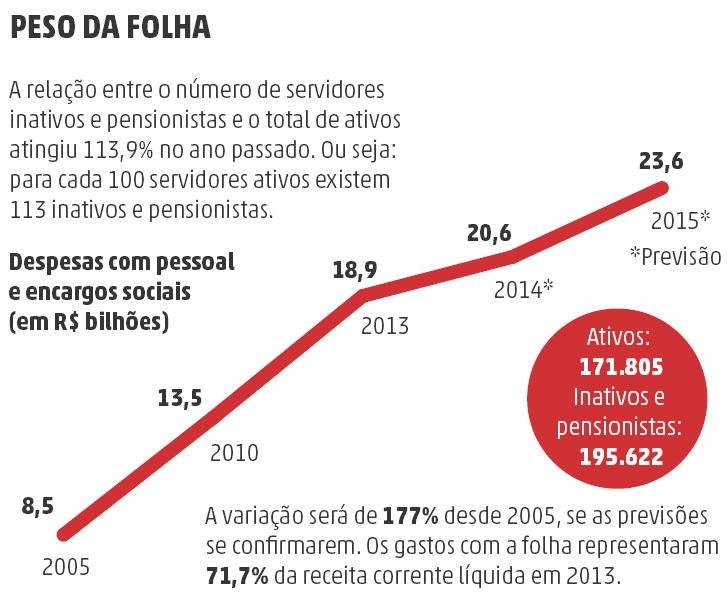 PESO DA FOLHA
A relação entre o número de servidores
inativos e pensionistas e o total de ativos
atingiu 113,9% no ano passado. Ou seja:
para cada 100 servidores ativos existem
113 inativos e pensionistas.
Despesas com pessoal
e encargos sociais
(em R$ bilhões)
8,5
2005
13,5
2010
18,9
2013
20,6
2014*
23,6
2015*
*Previsão
Ativos:
171.805
Inativos e
pensionistas:
195.622
A variação será de 177% desde 2005, se as previsões
se confirmarem. Os gastos com a folha representaram
71,7% da receita corrente líquida em 2013.